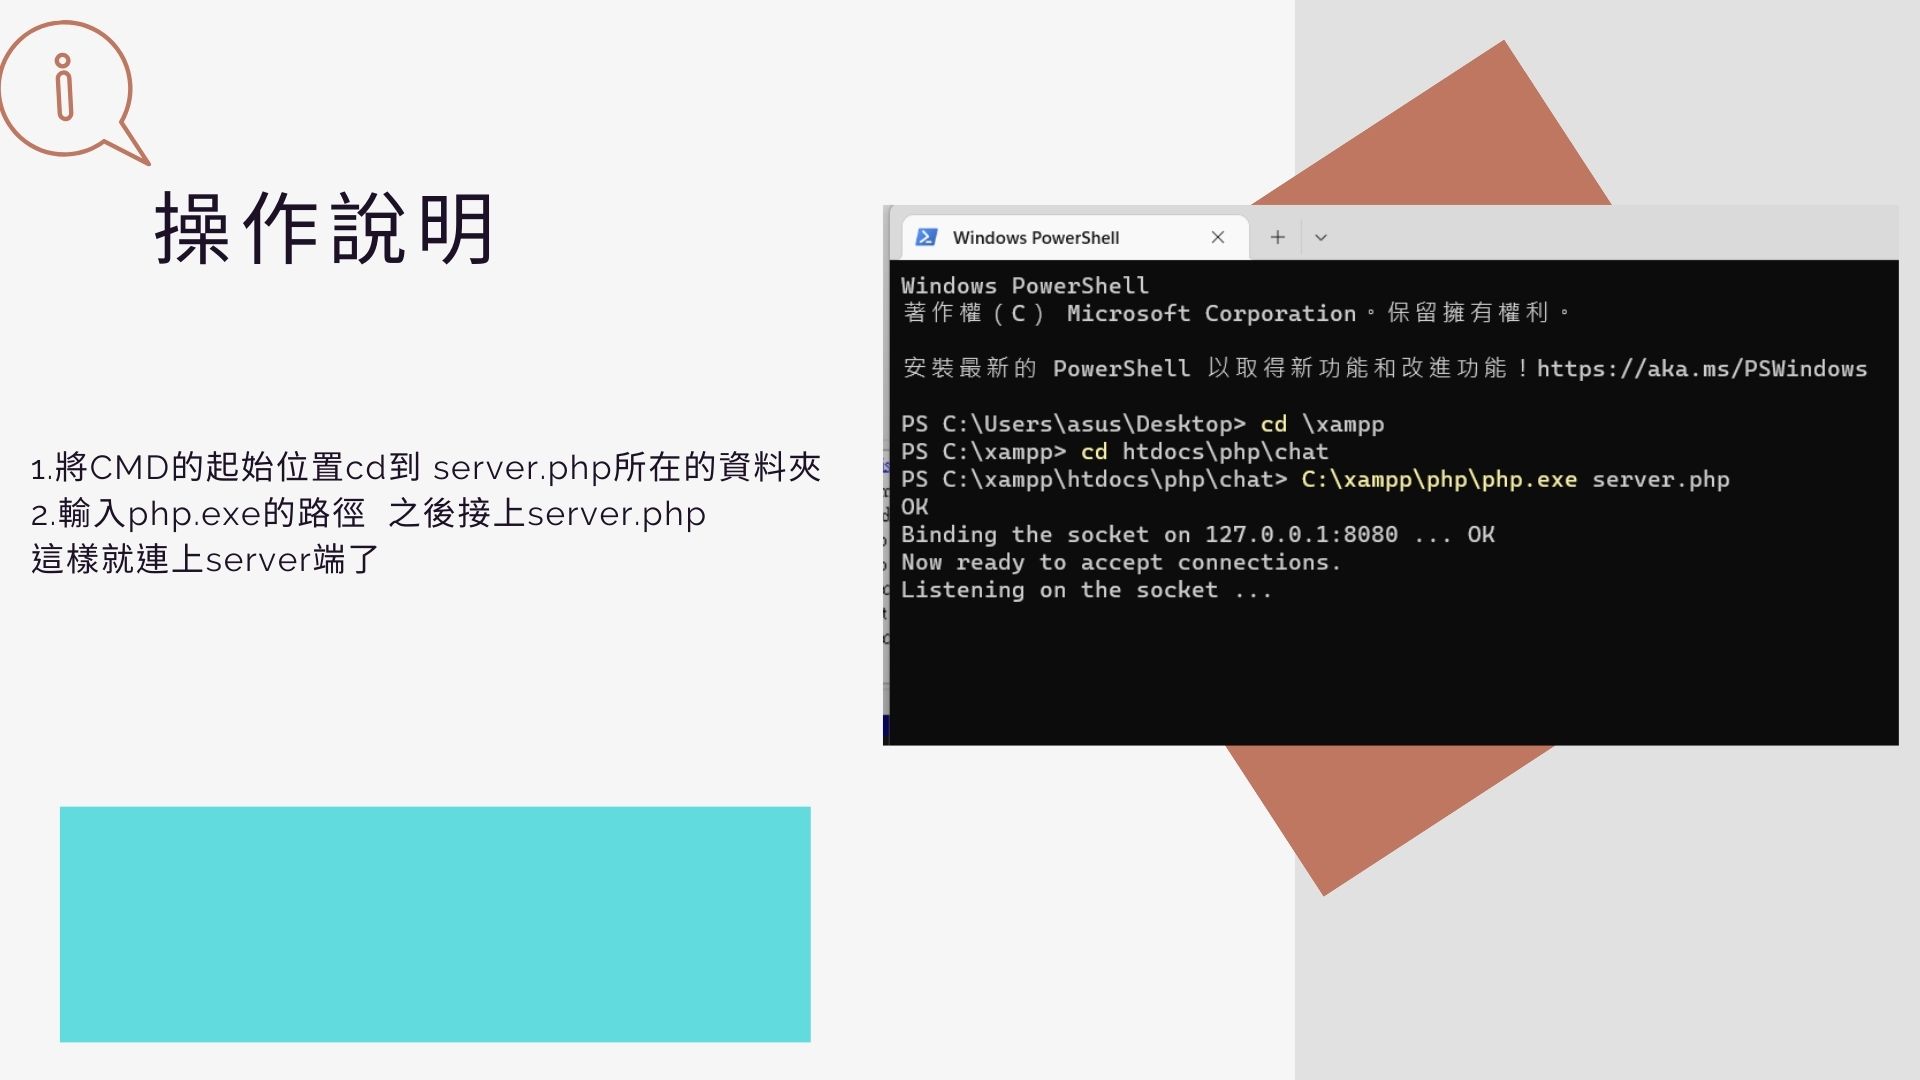 操作說明
1.將CMD的起始位置cd到 server.php所在的資料夾
2.輸入php.exe的路徑 之後接上server.php
這樣就連上server端了
Windows PowerShell
Windows PowerShell
著作權（C） Microsoft Corporation。保留擁有權利。
安裝最新的 PowerShell 以取得新功能和改進功能！https://aka.ms/PSWindows
PS C:\Users\asus\Desktop> cd \xampp
PS C:\xampp> cd htdocs\php\chat
PS C:\xampp\htdocs\php\chat> C:\xampp\php\php.exe server.php
OK
Binding the socket on 127.0.0.1:8080 ... OK
Now ready to accept connections.
Listening on the socket ...